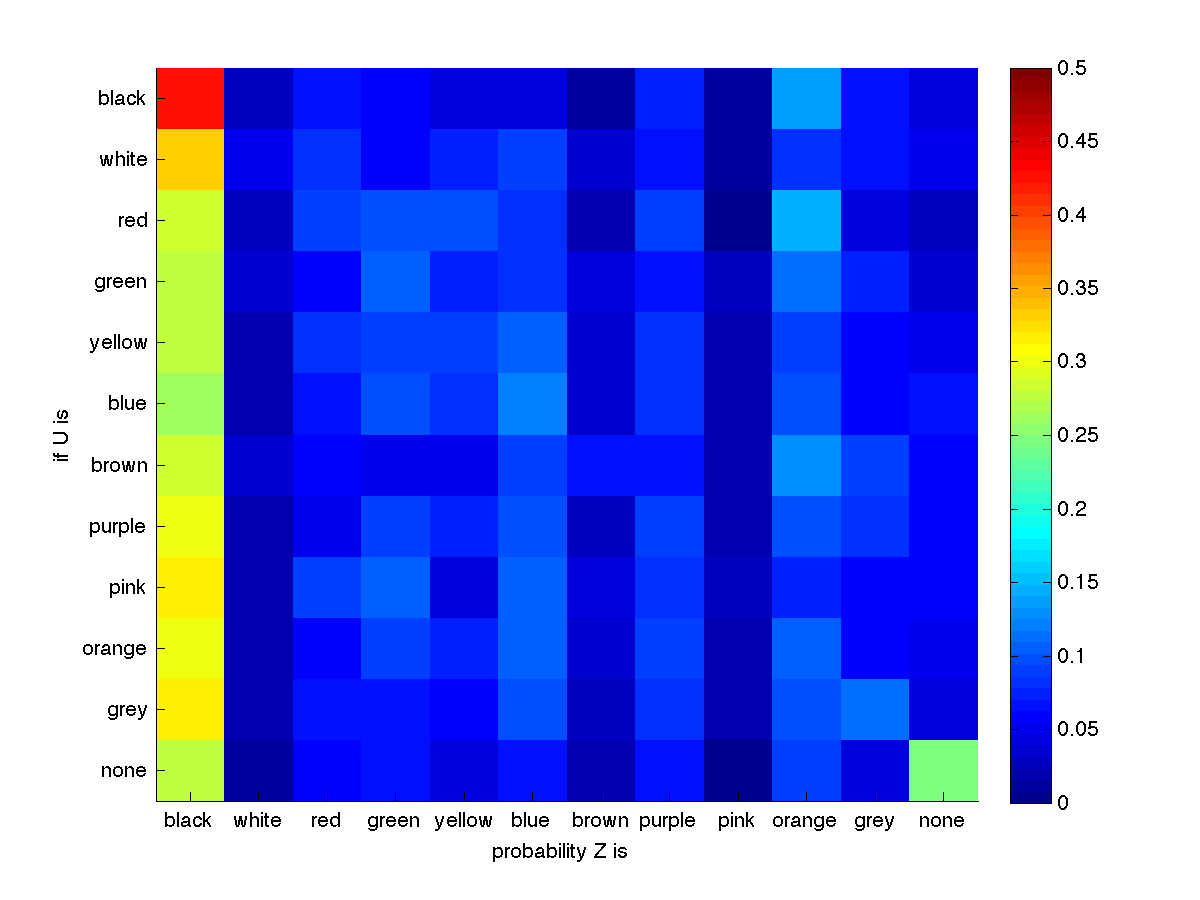 black
white
red
green
yellow
blue
brown
purple
pink
orange
grey
none
if U is
black white red green yellow blue brown purple pink orange grey none
probability Z is
0.5
0.45
0.4
0.35
0.3
0.25
0.2
0.15
0.1
0.05
0